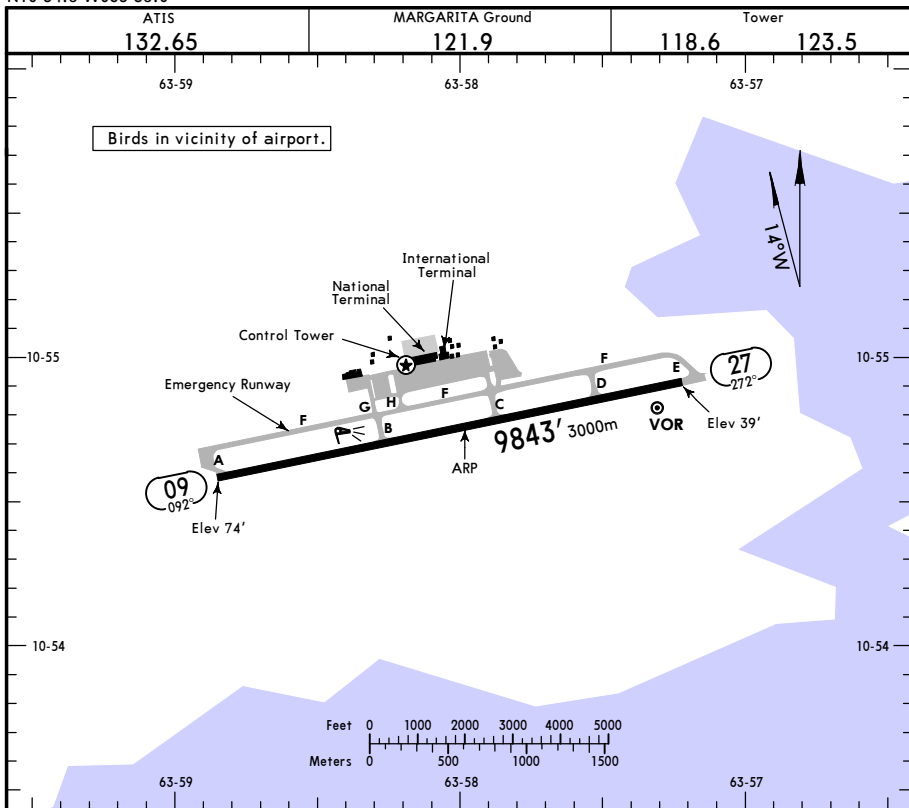 ATIS
132.65
MARGARITA Ground
121.9
Tower
118.6 123.5
63-59 63-58 63-57
Birds in vicinity of airport.
14°W
International
Terminal
National
Terminal
Control Tower
10-55 10-55
Emergency Runway
F
F
F
G
H
A
B
C
D
E
27
272°
VOR
Elev 39'
9843' 3000m
ARP
09
092°
Elev 74'
10-54 10-54
Feet 0 1000 2000 3000 4000 5000
Meters 0 500 1000 1500
63-59 63-58 63-57